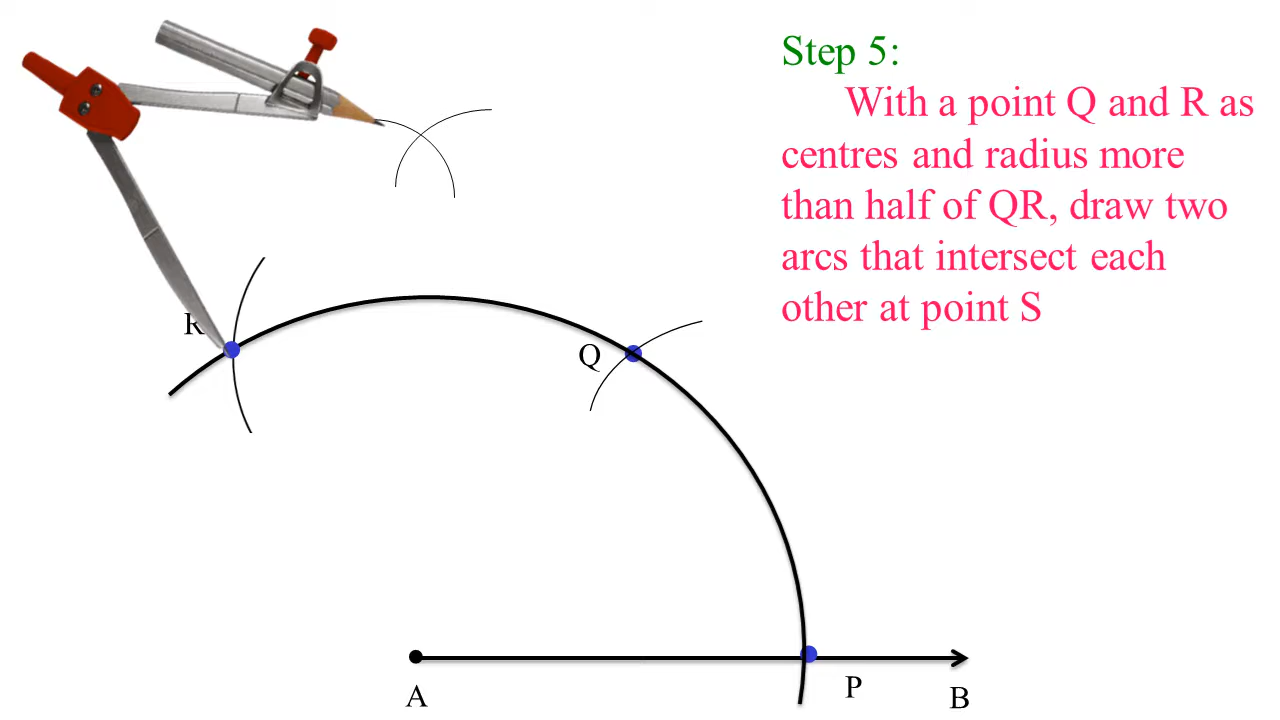 Step 5:
With a point Q and R as
centres and radius more
than half of QR, draw two
arcs that intersect each
other at point S
R
Q
A
P
B